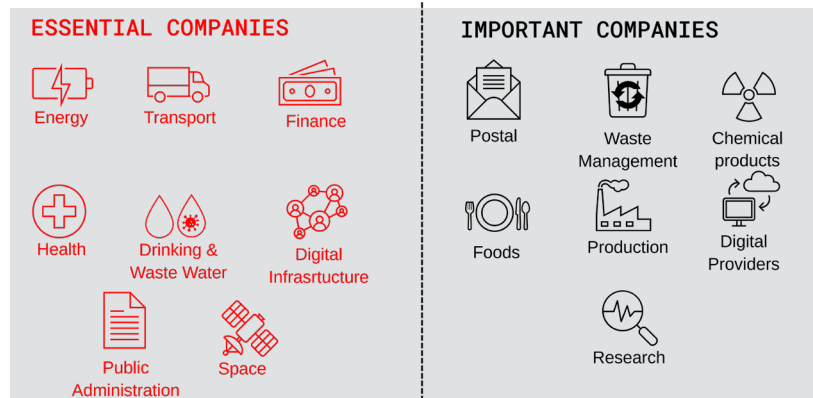 ESSENTIAL COMPANIES
Energy
Transport
Finance
Health
Drinking &
Waste Water
Digital
Infrasrtucture
Public
Administration
Space
IMPORTANT COMPANIES
Postal
Waste
Management
Chemical
products
Foods
Production
Digital
Providers
Research